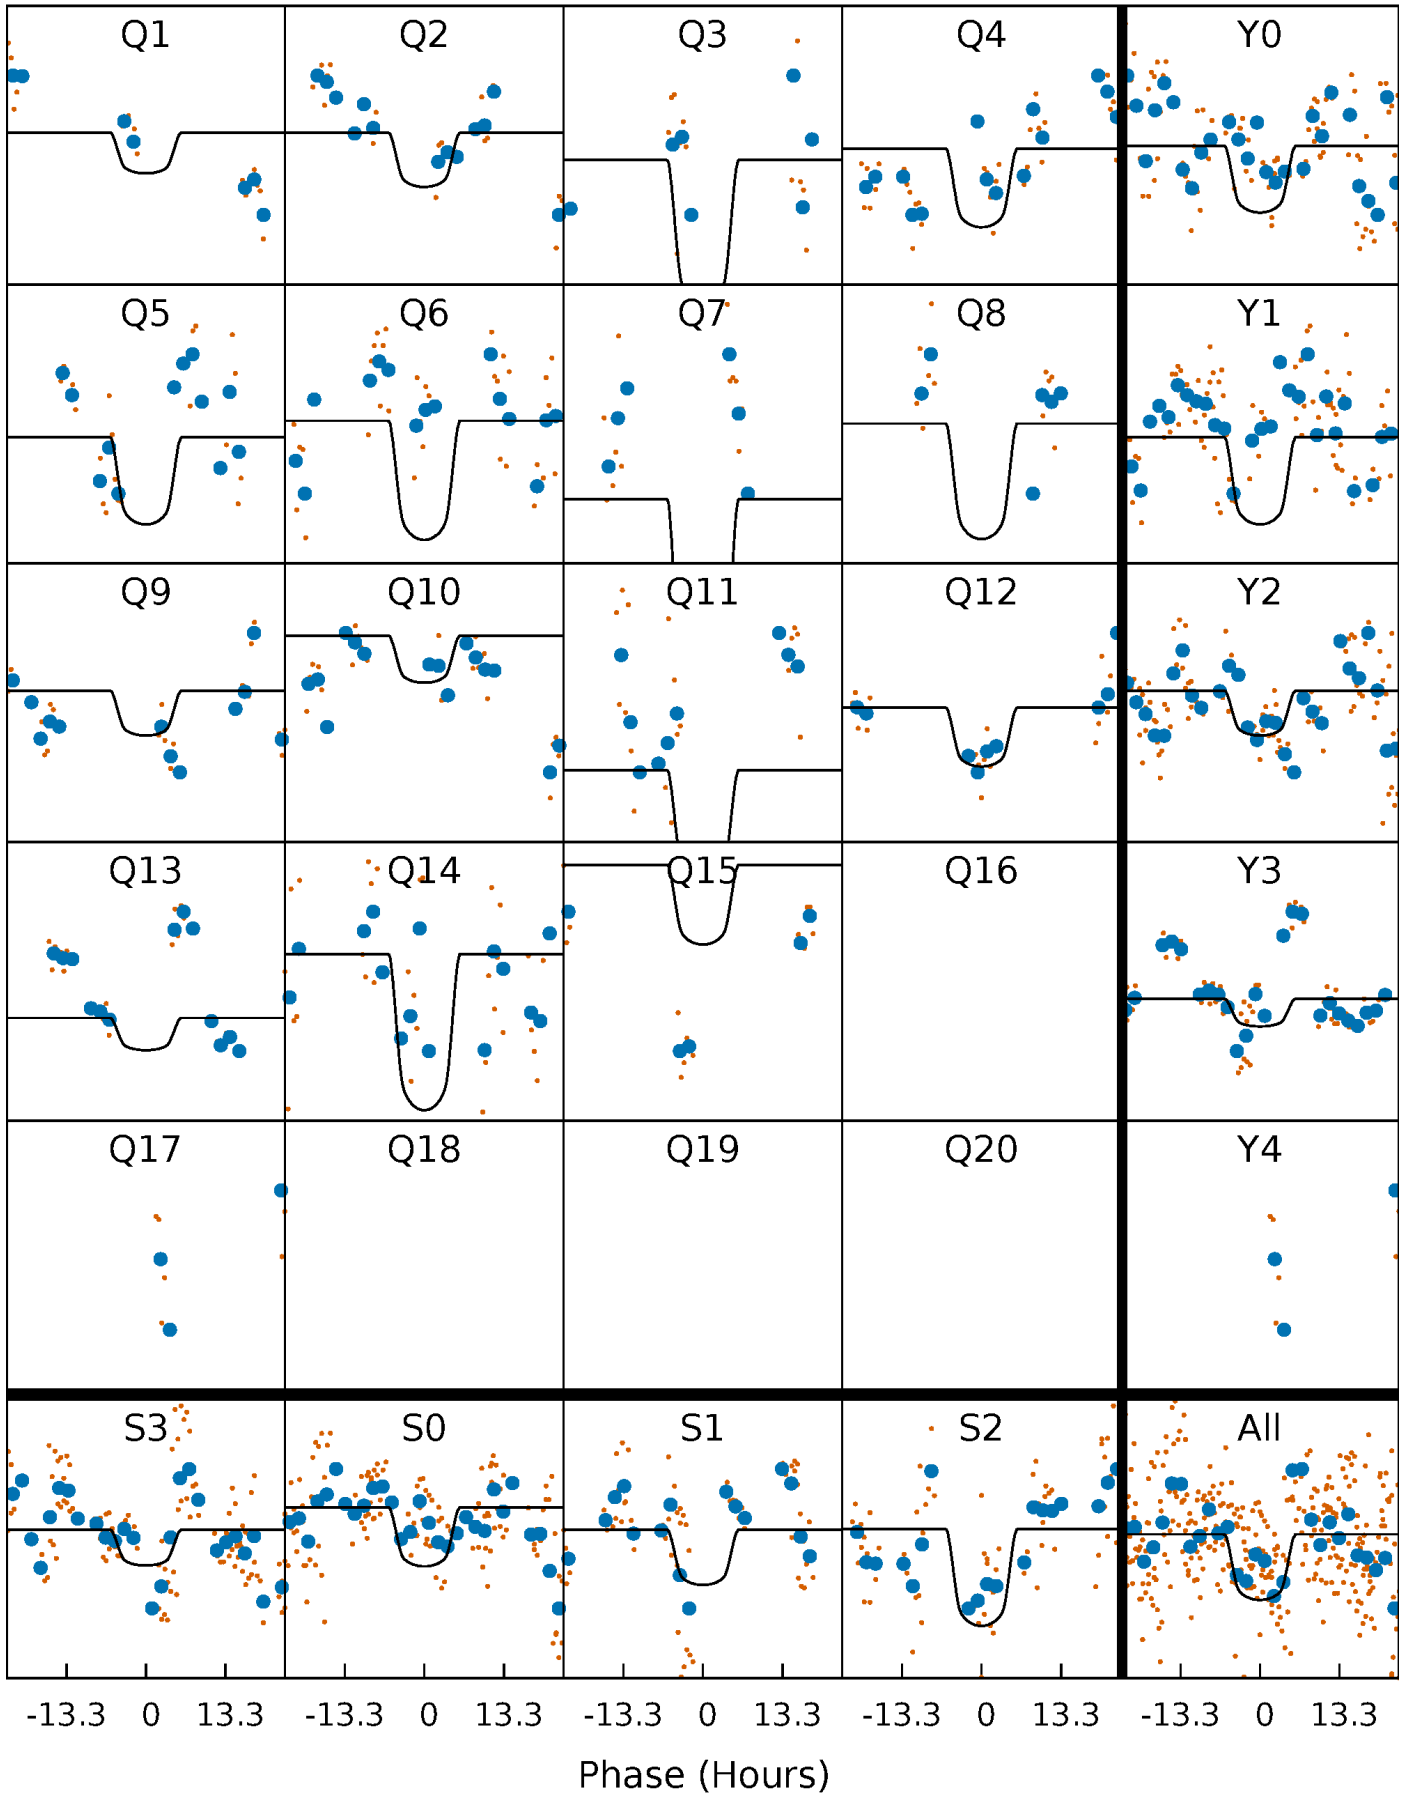 Q1 Q2 Q3 Q4 Y0
Q5 Q6 Q7 Q8 Y1
Q9 Q10 Q11 Q12 Y2
Q13 Q14 Q15 Q16 Y3
Q17 Q18 Q19 Q20 Y4
S3 S0 S1 S2 All
-13.3 0 13.3 -13.3 0 13.3 -13.3 0 13.3 -13.3 0 13.3 -13.3 0 13.3
Phase (Hours)